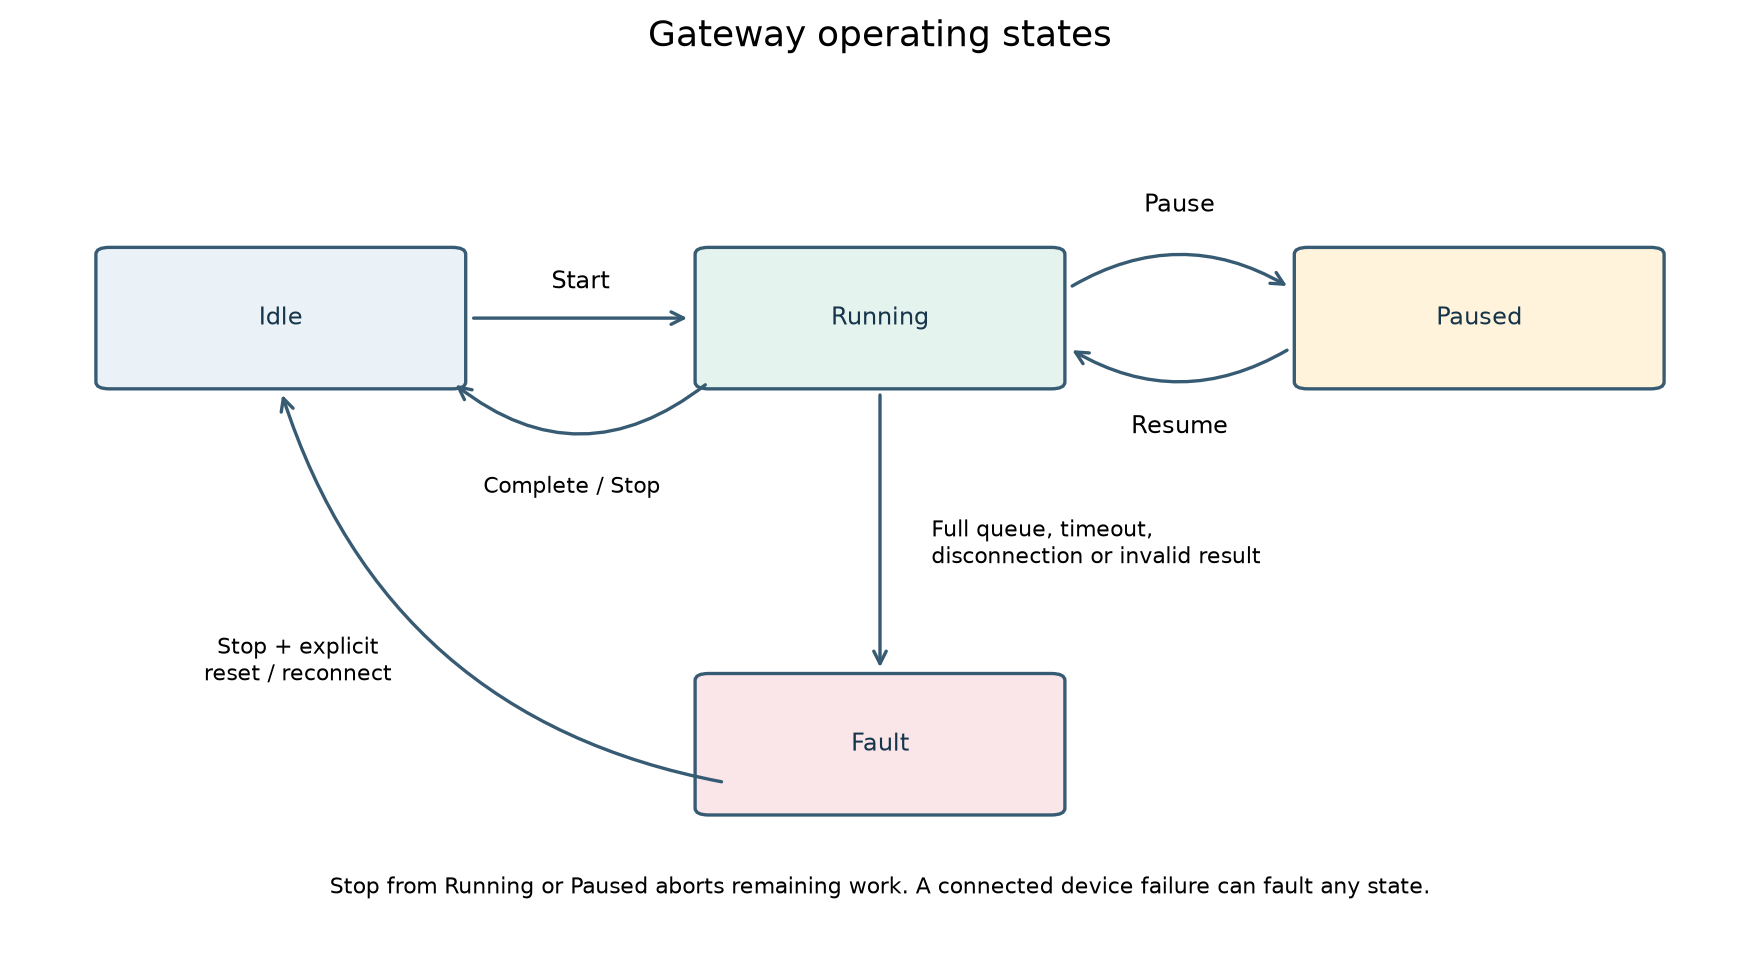 Gateway operating states
Pause
Start
Idle
Running
Paused
Resume
Complete / Stop
Full queue, timeout,
disconnection or invalid result
Stop + explicit
reset / reconnect
Fault
Stop from Running or Paused aborts remaining work. A connected device failure can fault any state.